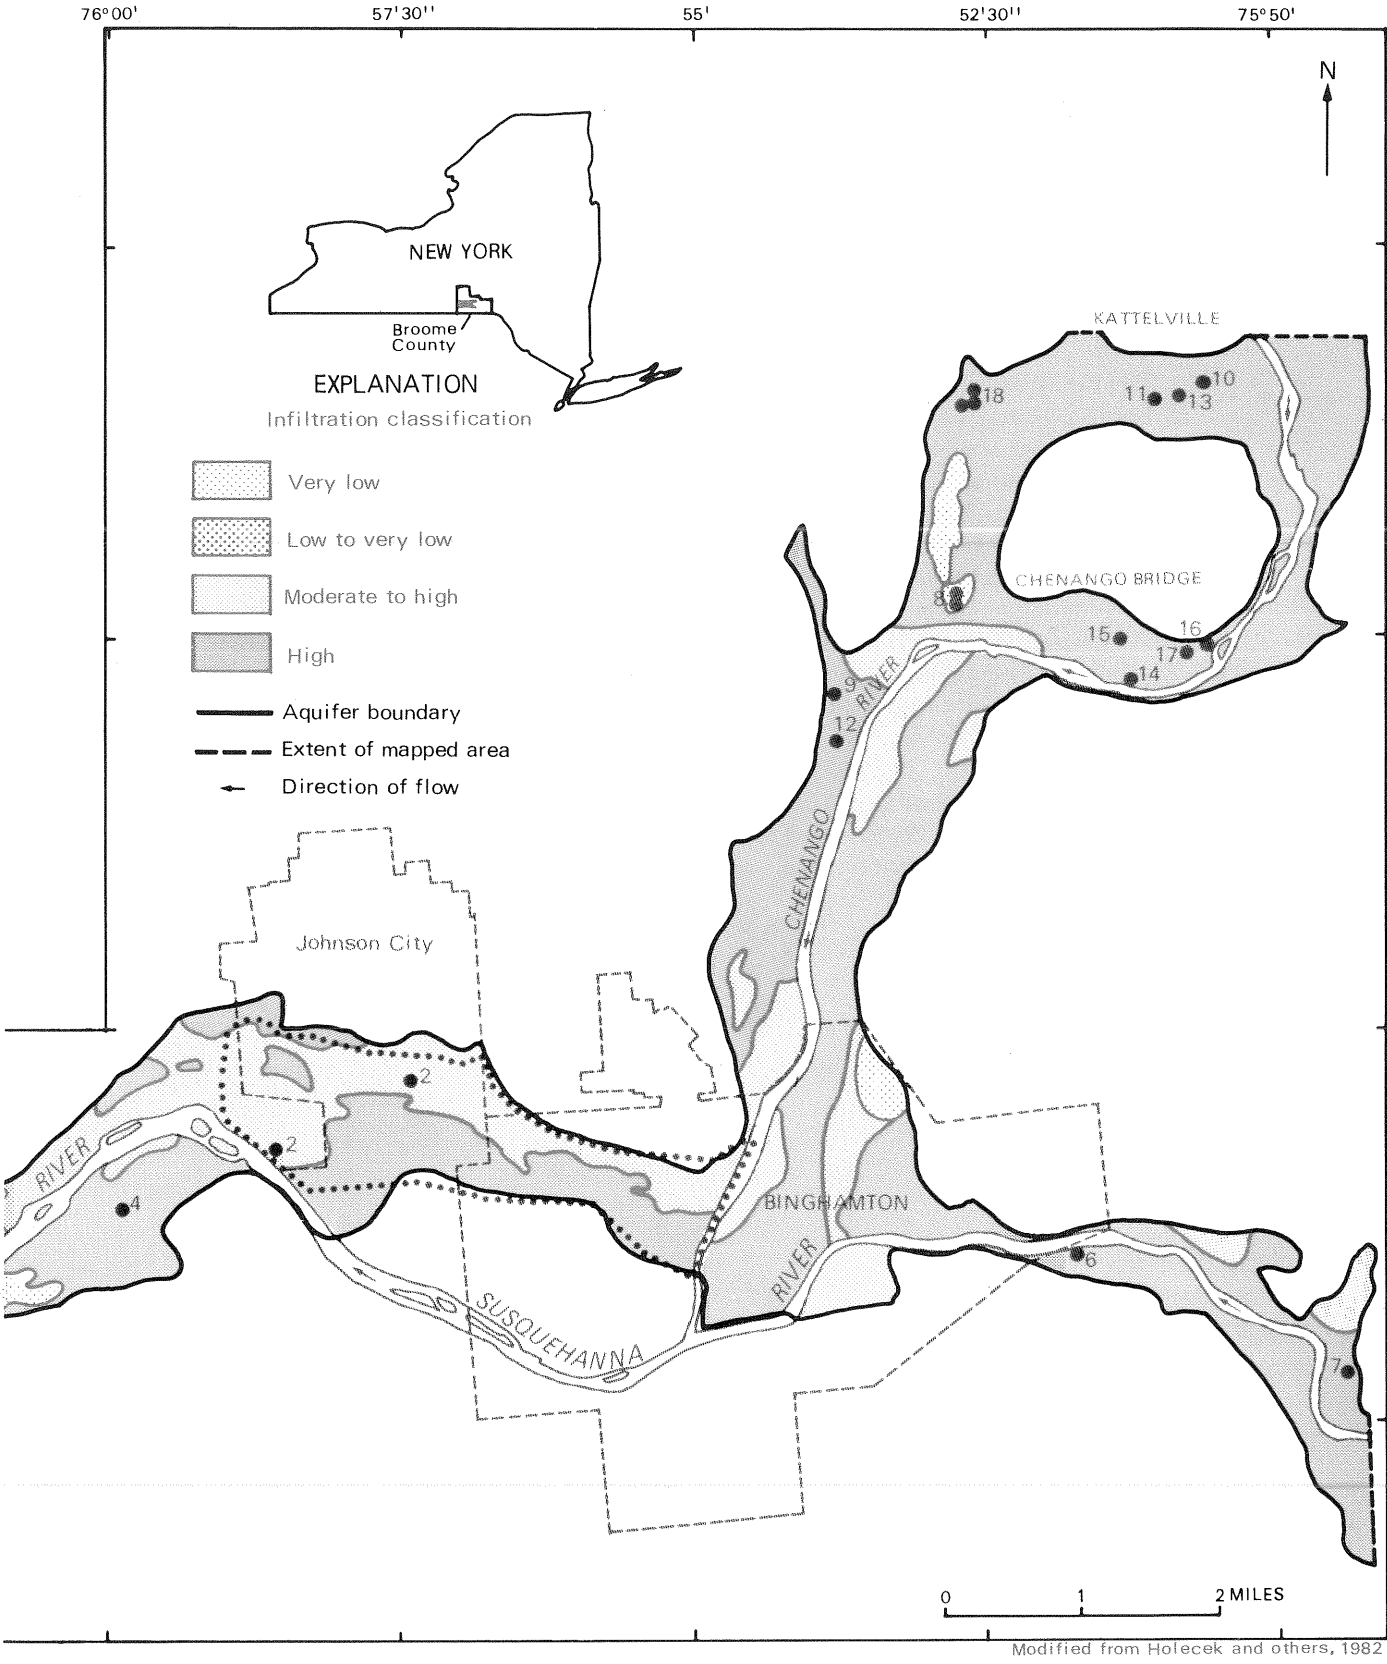 76°00' 57'30'' 55' 52'30'' 75°50'
N
NEW YORK
Broome
County
EXPLANATION
Infiltration classification
Very low
Low to very low
Moderate to high
High
Aquifer boundary
Extent of mapped area
Direction of flow
KATTELVILLE
18
11
10
13
CHENANGO BRIDGE
8
15
16
17
14
9
RIVER
12
CHENANGO
Johnson City
2
2
RIVER
4
BINGHAMTON
RIVER
6
SUSQUEHANNA
7
0 1 2 MILES
Modified from Holecek and others, 1982